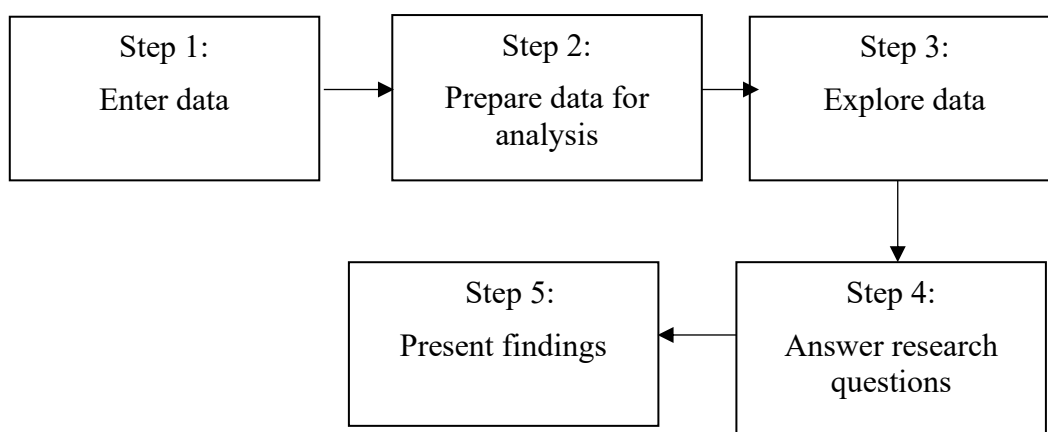 Step 1:
Enter data
Step 2:
Prepare data for
analysis
Step 3:
Explore data
Step 4:
Answer research
questions
Step 5:
Present findings